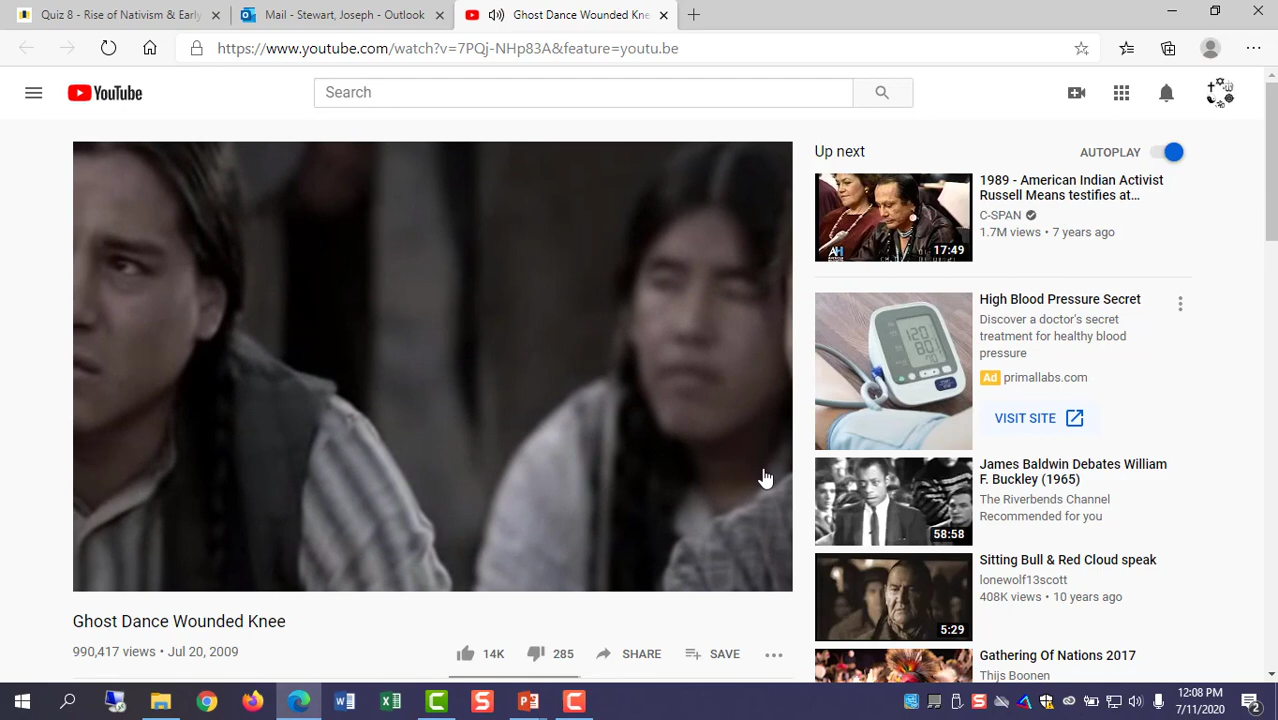 Quiz 8 - Rise of Nativism & Early
Mail - Stewart, Joseph - Outlook
Ghost Dance Wounded Kne
https://www.youtube.com/watch?v=7PQj-NHp83A&feature=youtu.be
YouTube
Search
Up next
AUTOPLAY
1989 - American Indian Activist
Russell Means testifies at...
C-SPAN
1.7M views • 7 years ago
17:49
High Blood Pressure Secret
Discover a doctor's secret
treatment for healthy blood
pressure
Ad primallabs.com
VISIT SITE
James Baldwin Debates William
F. Buckley (1965)
The Riverbends Channel
Recommended for you
58:58
Sitting Bull & Red Cloud speak
lonewolf13scott
408K views • 10 years ago
5:29
Ghost Dance Wounded Knee
990,417 views • Jul 20, 2009
14K
285
SHARE
SAVE
Gathering Of Nations 2017
Thijs Boonen
12:08 PM
7/11/2020
2